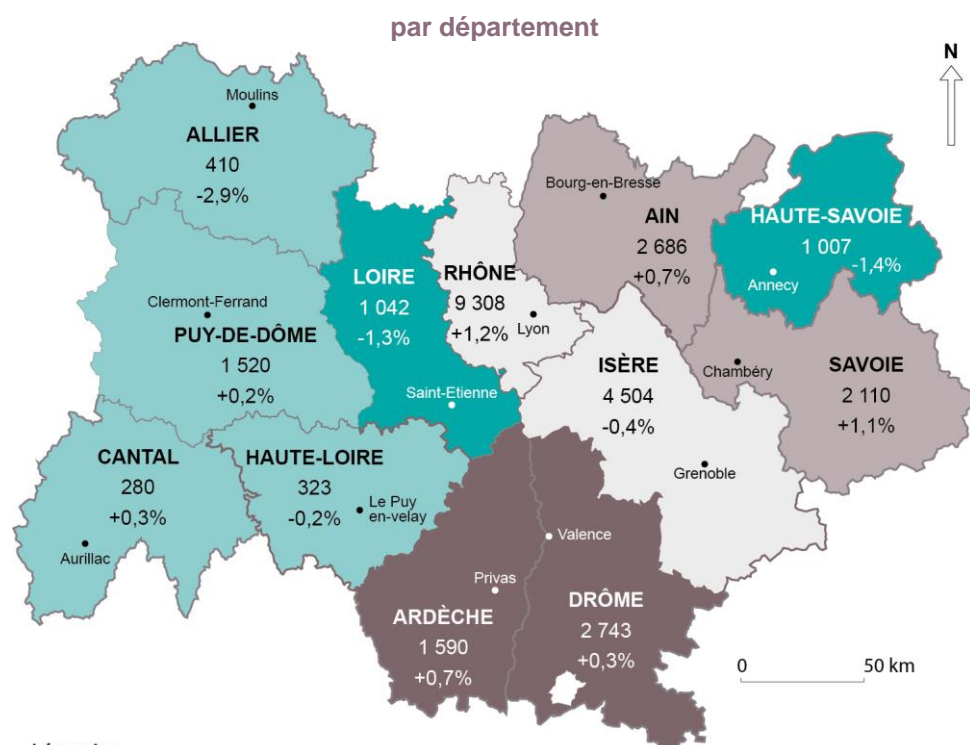 par département
N
Moulins
ALLIER
410
-2,9%
Bourg-en-Bresse
AIN
2 686
+0,7%
HAUTE-SAVOIE
1 007
-1,4%
Annecy
LOIRE
1 042
-1,3%
Saint-Etienne
RHÔNE
9 308
+1,2%
Lyon
Clermont-Ferrand
PUY-DE-DÔME
1 520
+0,2%
ISÈRE
4 504
-0,4%
Grenoble
Chambéry
SAVOIE
2 110
+1,1%
CANTAL
280
+0,3%
Aurillac
HAUTE-LOIRE
323
-0,2%
Le Puy
en-velay
Valence
Privas
ARDÈCHE
1 590
+0,7%
DRÔME
2 743
+0,3%
0 50 km